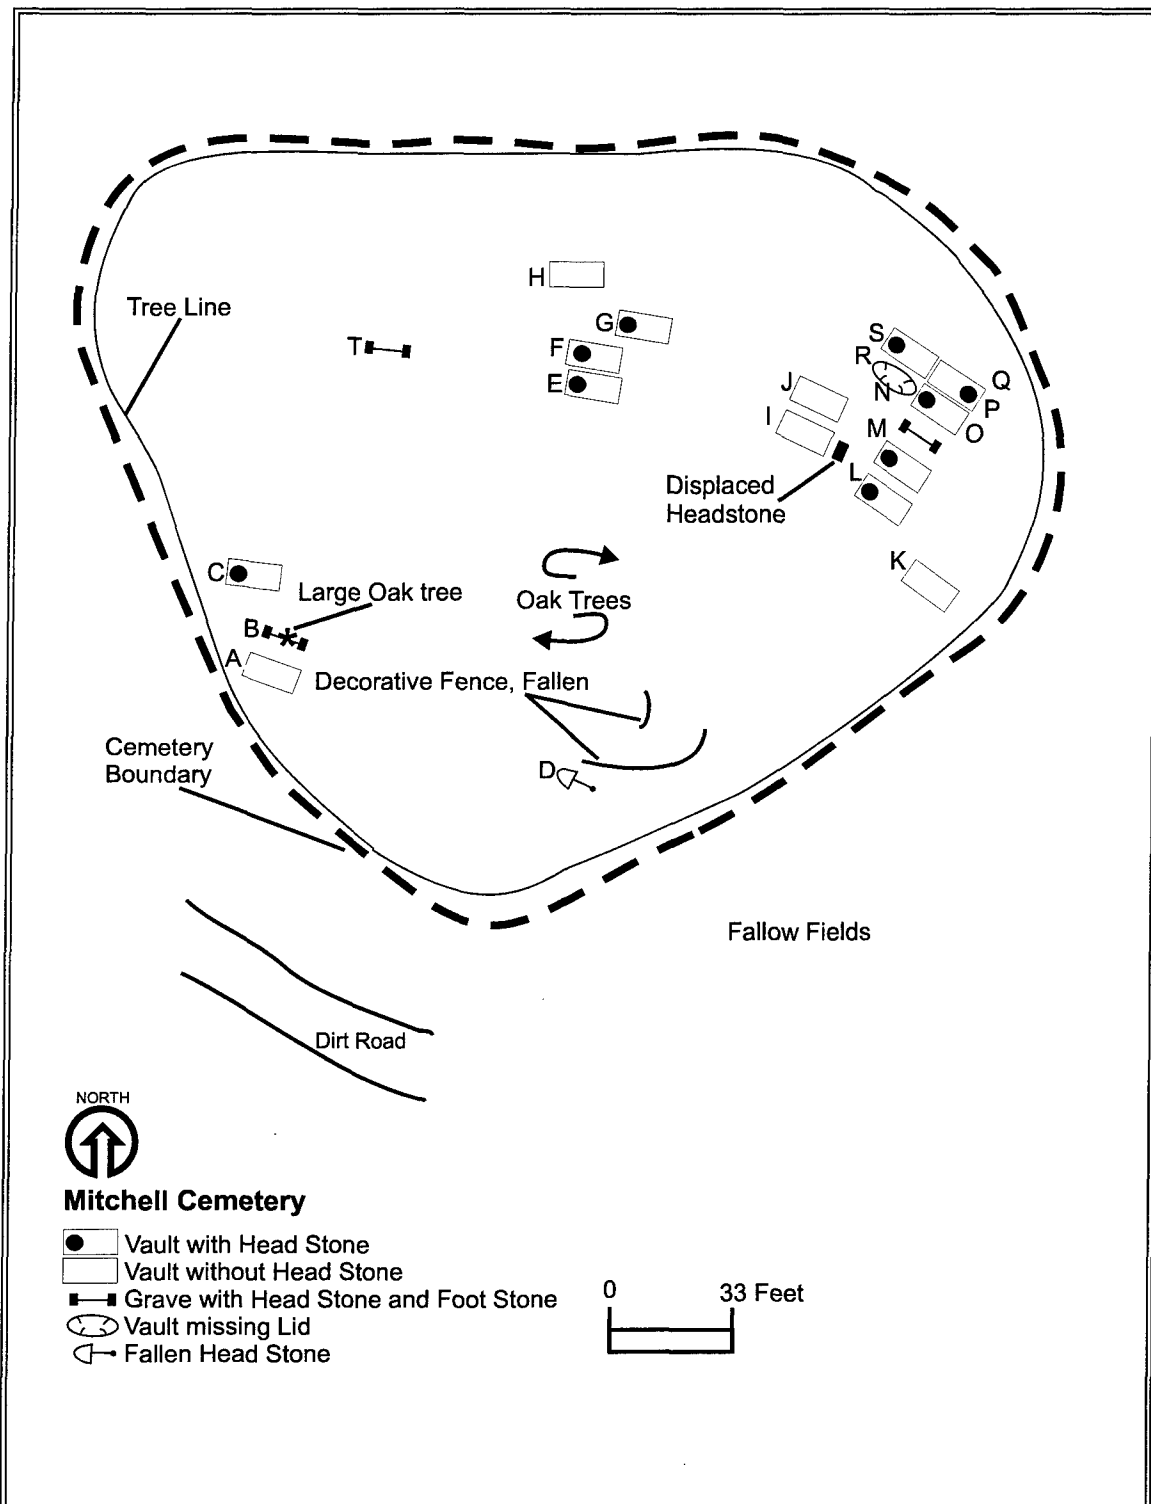 H
G
Tree Line
T
F
E
S
R
Q
J
N
P
I
M
O
L
Displaced
Headstone
K
C
Large Oak tree
Oak Trees
B
A
Decorative Fence, Fallen
Cemetery
Boundary
D
Fallow Fields
Dirt Road
NORTH
Mitchell Cemetery
Vault with Head Stone
Vault without Head Stone
Grave with Head Stone and Foot Stone
Vault missing Lid
Fallen Head Stone
0 33 Feet